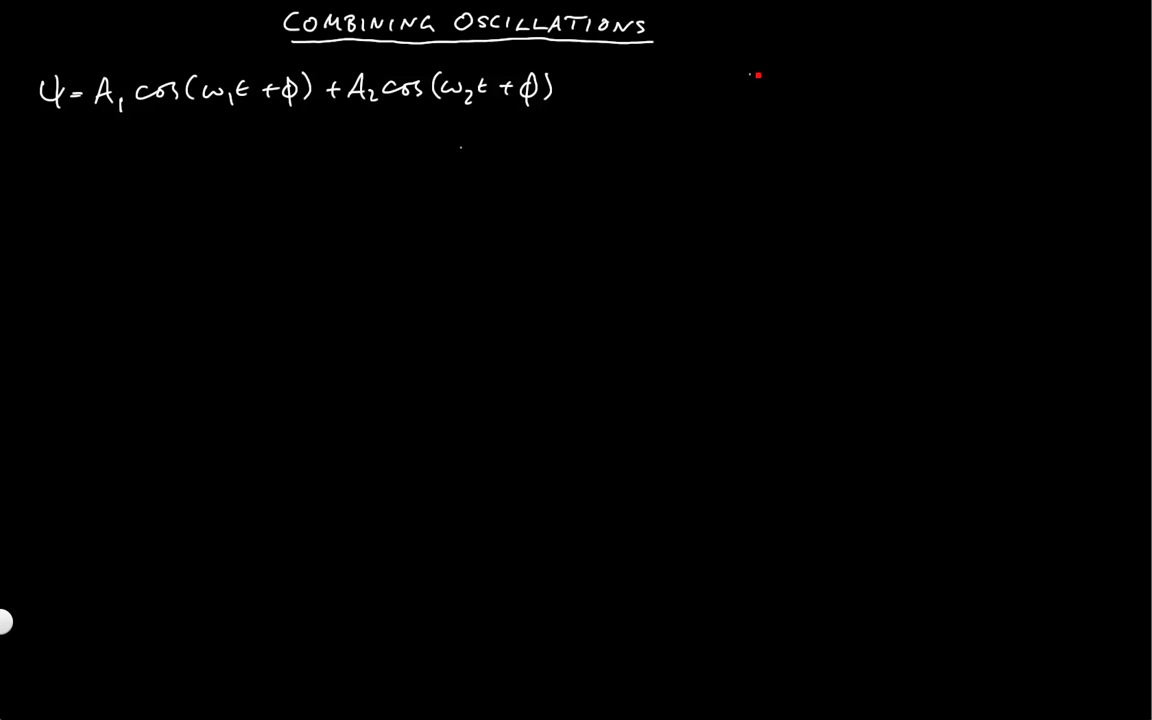 COMBINING OSCILLATIONS
ψ = A₁ cos(ω₁t + ϕ) + A₂ cos(ω₂t + ϕ)